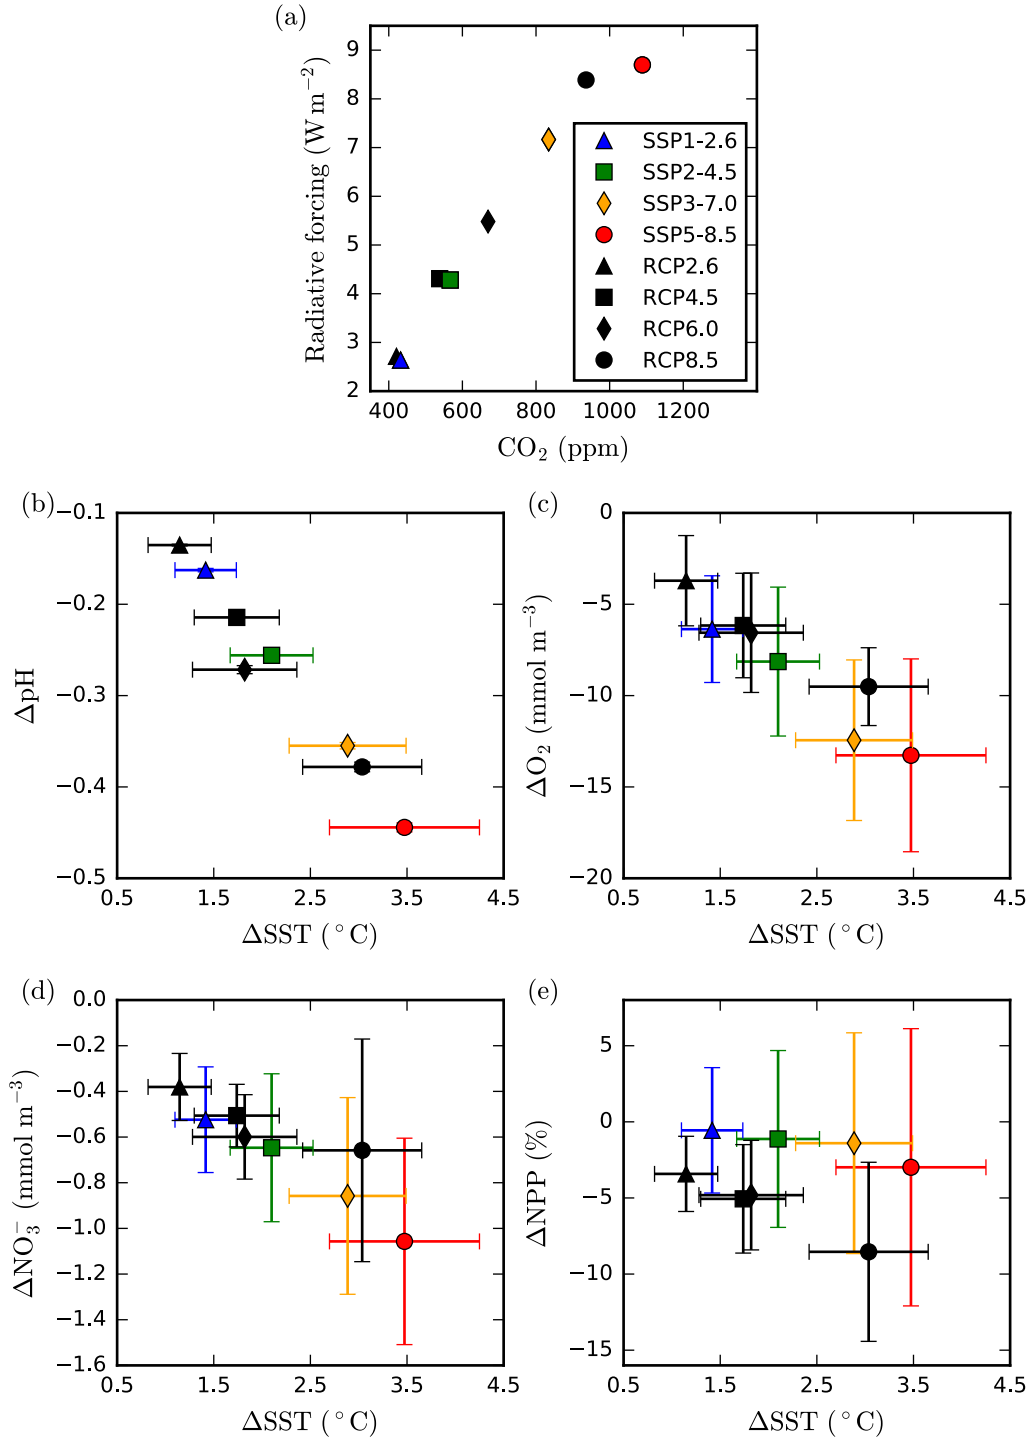 (a)
Radiative forcing (W m−2)
9
8
7
6
5
4
3
2
400 600 800 1000 1200
CO2 (ppm)
SSP1-2.6
SSP2-4.5
SSP3-7.0
SSP5-8.5
RCP2.6
RCP4.5
RCP6.0
RCP8.5
(b)
ΔpH
−0.1
−0.2
−0.3
−0.4
−0.5
0.5 1.5 2.5 3.5 4.5
ΔSST (°C)
(c)
ΔO2 (mmol m−3)
0
−5
−10
−15
−20
0.5 1.5 2.5 3.5 4.5
ΔSST (°C)
(d)
ΔNO3− (mmol m−3)
0.0
−0.2
−0.4
−0.6
−0.8
−1.0
−1.2
−1.4
−1.6
0.5 1.5 2.5 3.5 4.5
ΔSST (°C)
(e)
ΔNPP (%)
5
0
−5
−10
−15
0.5 1.5 2.5 3.5 4.5
ΔSST (°C)